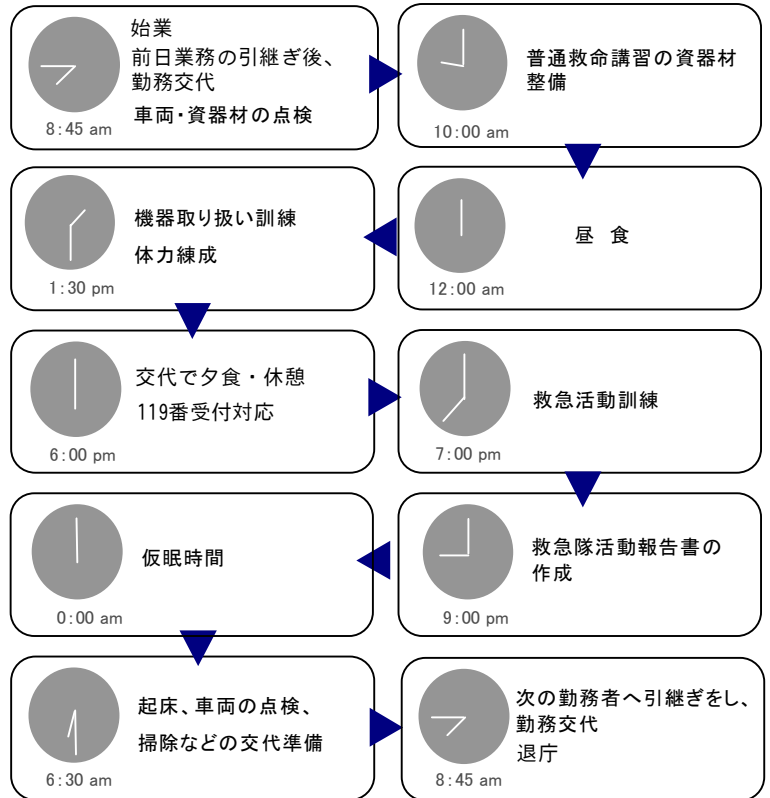 始業
前日業務の引継ぎ後、
勤務交代
車両・資器材の点検
8:45 am
普通救命講習の資器材
整備
10:00 am
昼 食
12:00 am
機器取り扱い訓練
体力練成
1:30 pm
交代で夕食・休憩
119番受付対応
6:00 pm
救急活動訓練
7:00 pm
救急隊活動報告書の
作成
9:00 pm
仮眠時間
0:00 am
起床、車両の点検、
掃除などの交代準備
6:30 am
次の勤務者へ引継ぎをし、
勤務交代
退庁
8:45 am